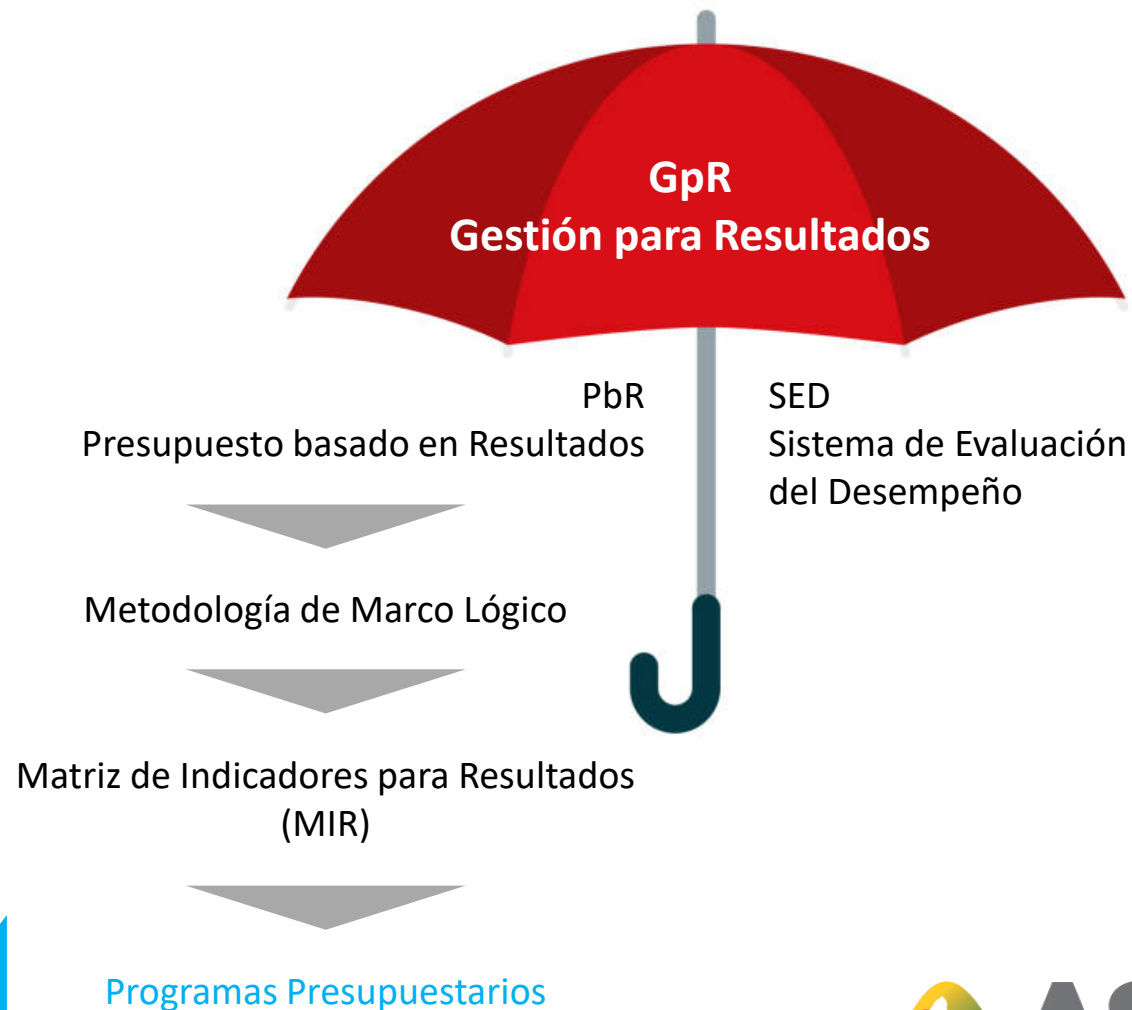 GpR
Gestión para Resultados
PbR
Presupuesto basado en Resultados
SED
Sistema de Evaluación
del Desempeño
Metodología de Marco Lógico
Matriz de Indicadores para Resultados
(MIR)
Programas Presupuestarios